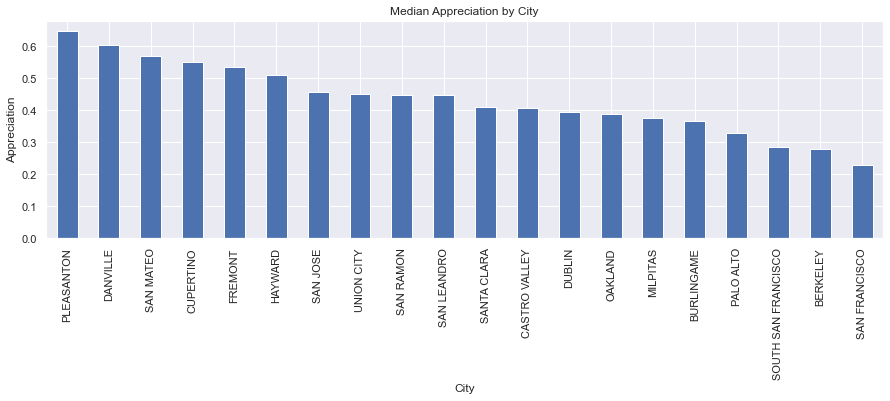 Median Appreciation by City
Appreciation
0.6
0.5
0.4
0.3
0.2
0.1
0.0
PLEASANTON
DANVILLE
SAN MATEO
CUPERTINO
FREMONT
HAYWARD
SAN JOSE
UNION CITY
SAN RAMON
SAN LEANDRO
SANTA CLARA
CASTRO VALLEY
DUBLIN
OAKLAND
MILPITAS
BURLINGAME
PALO ALTO
SOUTH SAN FRANCISCO
BERKELEY
SAN FRANCISCO
City